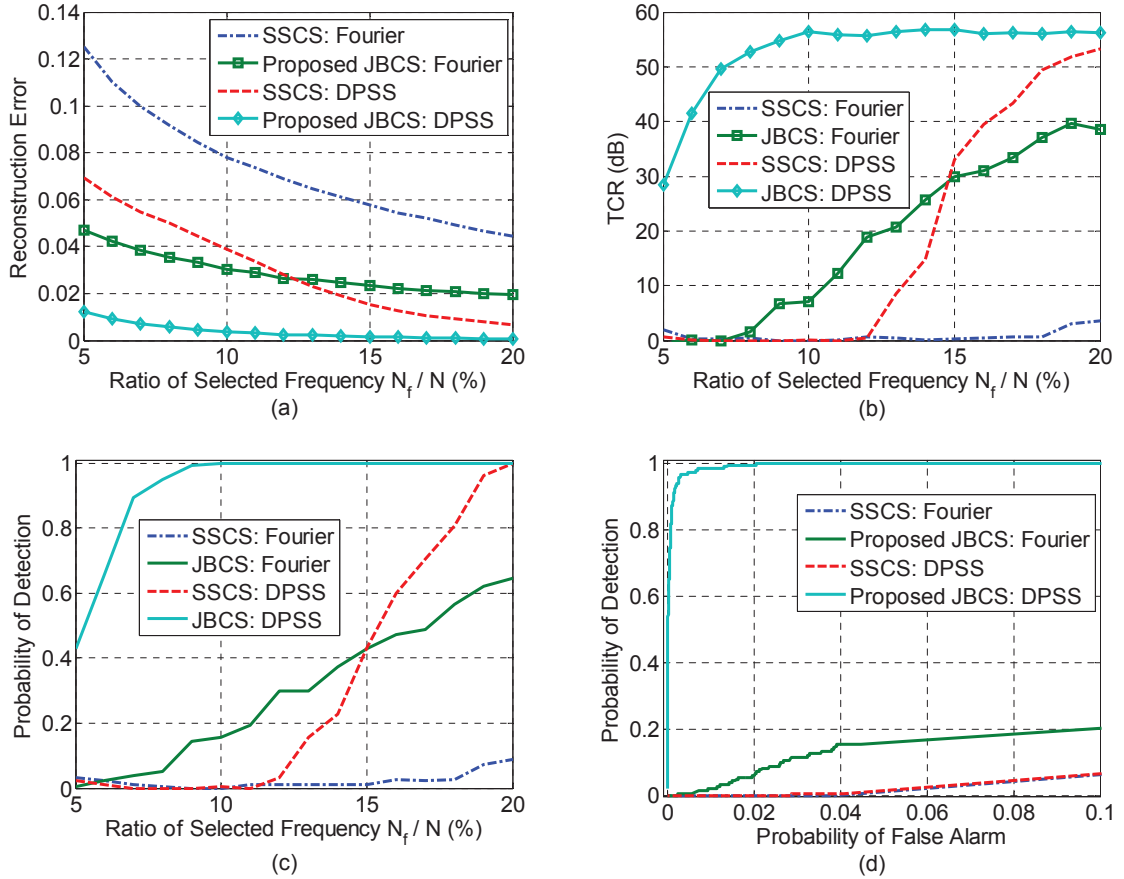 0.14
0.12
0.1
0.08
0.06
0.04
0.02
0
5
10
15
20
Reconstruction Error
Ratio of Selected Frequency N_f / N (%)
SSCS: Fourier
Proposed JBCS: Fourier
SSCS: DPSS
Proposed JBCS: DPSS
(a)
60
50
40
30
20
10
0
5
10
15
20
TCR (dB)
Ratio of Selected Frequency N_f / N (%)
SSCS: Fourier
JBCS: Fourier
SSCS: DPSS
JBCS: DPSS
(b)
1
0.8
0.6
0.4
0.2
0
5
10
15
20
Probability of Detection
Ratio of Selected Frequency N_f / N (%)
SSCS: Fourier
JBCS: Fourier
SSCS: DPSS
JBCS: DPSS
(c)
1
0.8
0.6
0.4
0.2
0
0
0.02
0.04
0.06
0.08
0.1
Probability of Detection
Probability of False Alarm
SSCS: Fourier
Proposed JBCS: Fourier
SSCS: DPSS
Proposed JBCS: DPSS
(d)